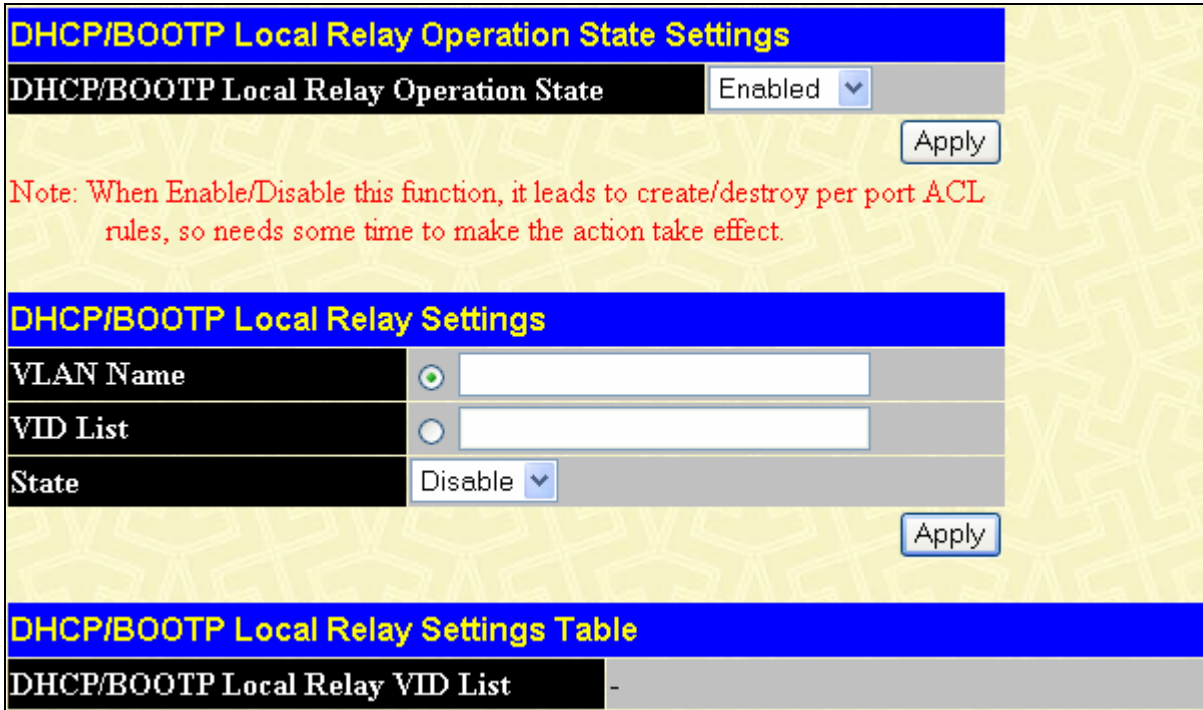 DHCP/BOOTP Local Relay Operation State Settings
DHCP/BOOTP Local Relay Operation State Enabled
Apply
Note: When Enable/Disable this function, it leads to create/destroy per port ACL
rules, so needs some time to make the action take effect.
DHCP/BOOTP Local Relay Settings
VLAN Name
VID List
State Disable
Apply
DHCP/BOOTP Local Relay Settings Table
DHCP/BOOTP Local Relay VID List -